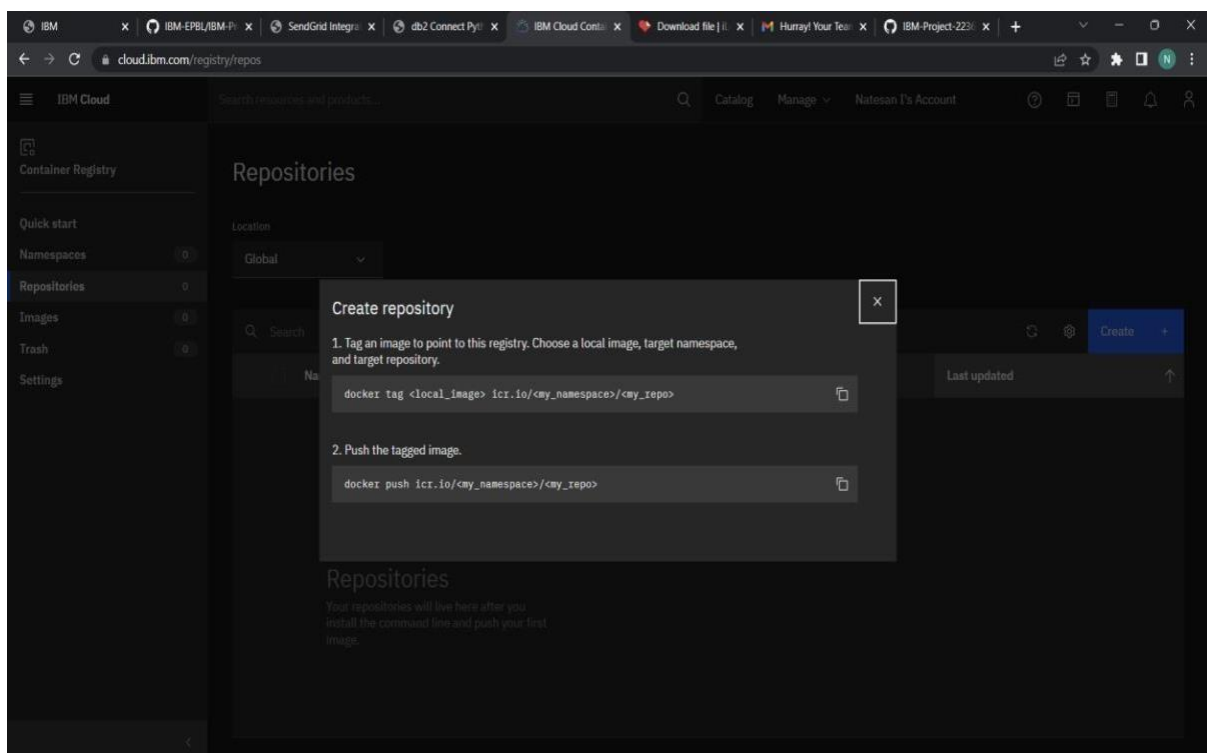 IBM
IBM-EPBL/IBM-Pr
SendGrid Integra
db2 Connect Pyth
IBM Cloud Conta
Download file | iL
Hurray! Your Tear
IBM-Project-2236
cloud.ibm.com/registry/repos
N
IBM Cloud
Search resources and products...
Catalog
Manage
Natesan I's Account
Container Registry
Repositories
Quick start
Location
Namespaces 0
Global
Repositories 0
Create repository
Images 0
Search
1. Tag an image to point to this registry. Choose a local image, target namespace,
and target repository.
Create +
Trash 0
Na
Last updated
Settings
docker tag <local_image> icr.io/<my_namespace>/<my_repo>
2. Push the tagged image.
docker push icr.io/<my_namespace>/<my_repo>
Repositories
Your repositories will live here after you
install the command line and push your first
image.